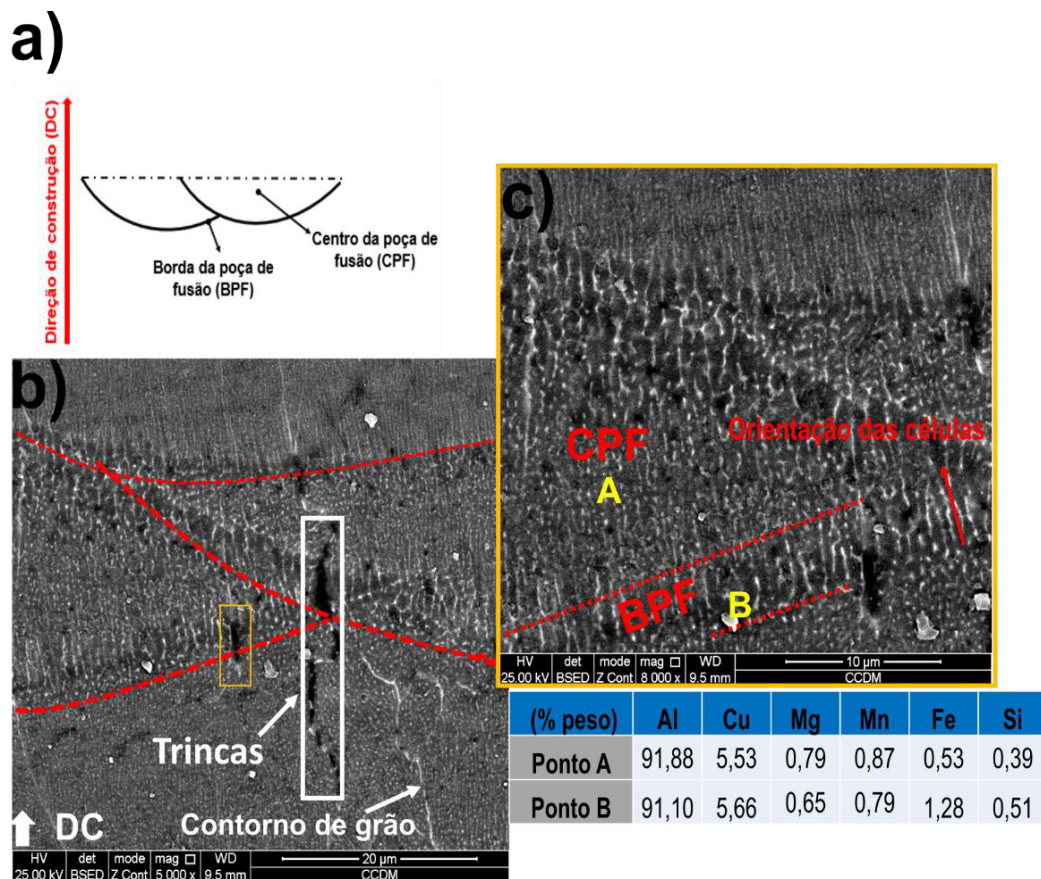 a)
Direção de construção (DC)
Centro da poça de
fusão (CPF)
Borda da poça de
fusão (BPF)
b)
Trincas
Contorno de grão
DC
HV det mode mag □ WD 20 µm
25.00 kV BSED Z Cont 5 000 x 9.5 mm CCDM
c)
CPF
A
Orientação das células
BPF
B
HV det mode mag □ WD 10 µm
25.00 kV BSED Z Cont 8 000 x 9.5 mm CCDM
(% peso) Al Cu Mg Mn Fe Si
Ponto A 91,88 5,53 0,79 0,87 0,53 0,39
Ponto B 91,10 5,66 0,65 0,79 1,28 0,51